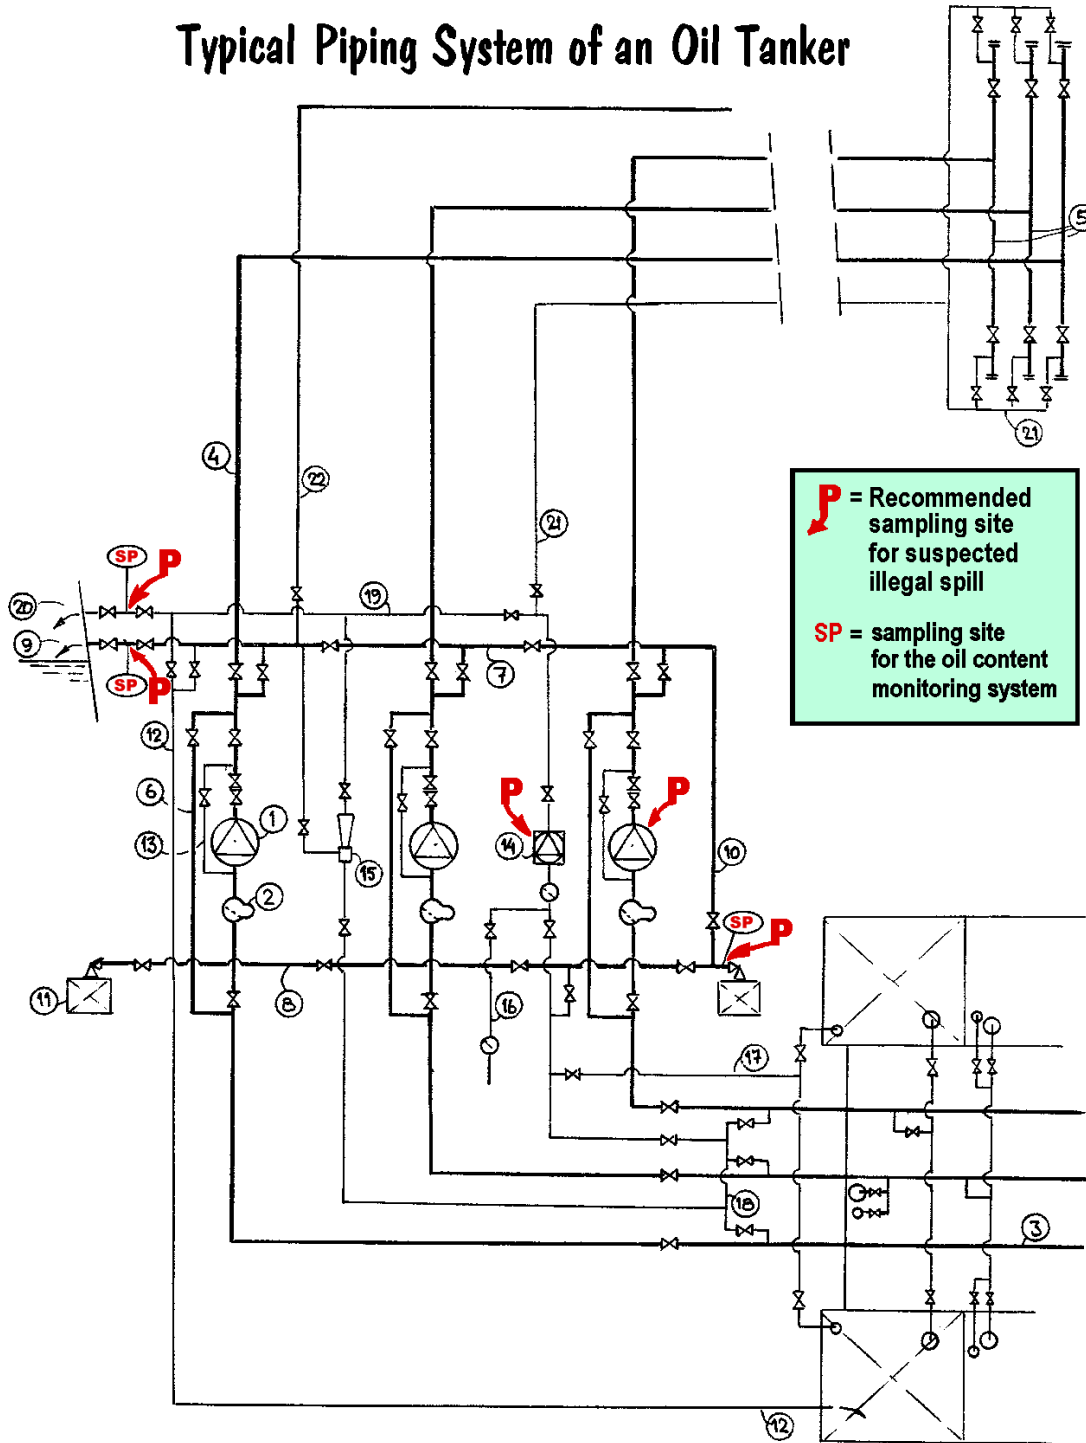 Typical Piping System of an Oil Tanker
5
21
4
22
21
P = Recommended
sampling site
for suspected
illegal spill
SP = sampling site
for the oil content
monitoring system
SP
P
20
19
9
7
SP
P
12
6
P
P
1
13
14
15
10
2
SP
P
11
8
16
17
18
3
12